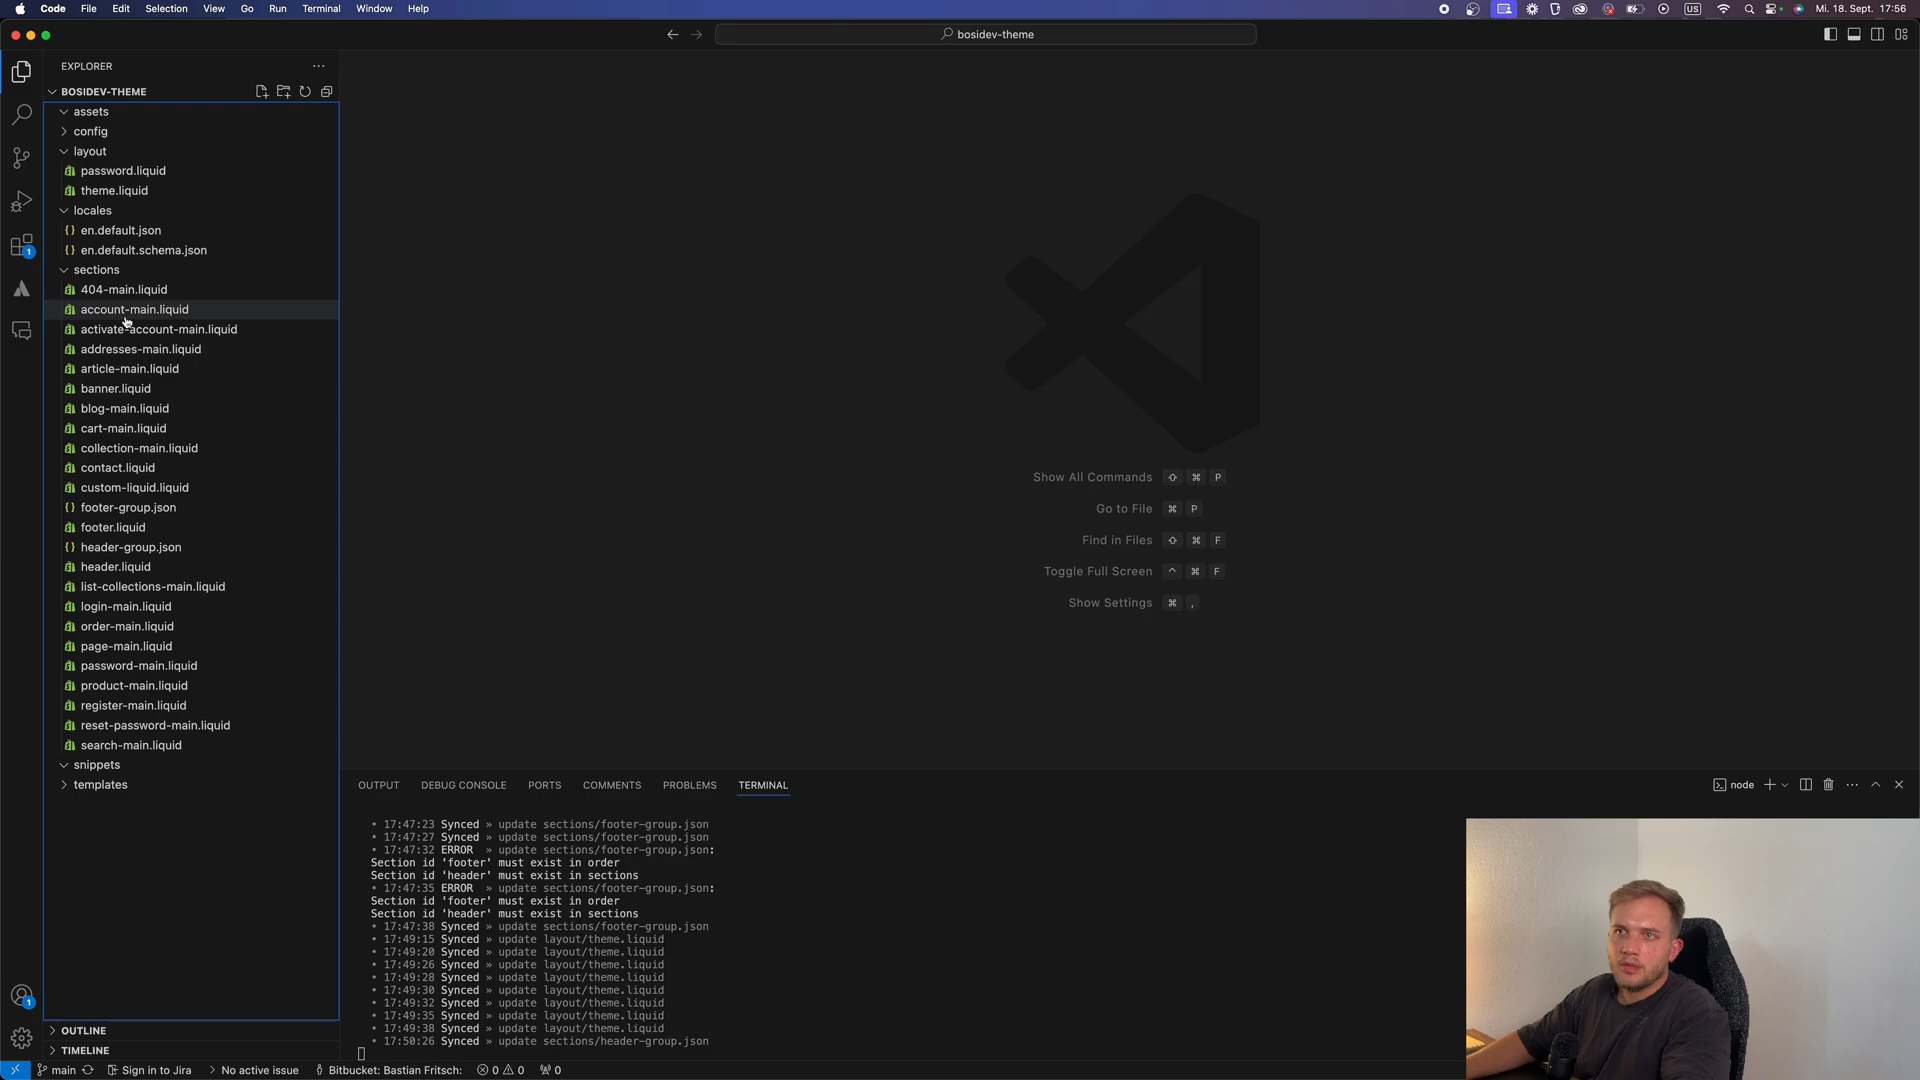 Code File Edit Selection View Go Run Terminal Window Help
US
Mi. 18. Sept. 17:56
bosidev-theme
EXPLORER
BOSIDEV-THEME
assets
config
layout
password.liquid
theme.liquid
locales
{} en.default.json
{} en.default.schema.json
sections
404-main.liquid
account-main.liquid
activate-account-main.liquid
addresses-main.liquid
article-main.liquid
banner.liquid
blog-main.liquid
cart-main.liquid
collection-main.liquid
contact.liquid
custom-liquid.liquid
{} footer-group.json
footer.liquid
{} header-group.json
header.liquid
list-collections-main.liquid
login-main.liquid
order-main.liquid
page-main.liquid
password-main.liquid
product-main.liquid
register-main.liquid
reset-password-main.liquid
search-main.liquid
snippets
templates
OUTLINE
TIMELINE
1
1
Show All Commands ⇧ ⌘ P
Go to File ⌘ P
Find in Files ⇧ ⌘ F
Toggle Full Screen ^ ⌘ F
Show Settings ⌘ ,
OUTPUT DEBUG CONSOLE PORTS COMMENTS PROBLEMS TERMINAL
node
• 17:47:23 Synced » update sections/footer-group.json
• 17:47:27 Synced » update sections/footer-group.json
• 17:47:32 ERROR » update sections/footer-group.json:
Section id 'footer' must exist in order
Section id 'header' must exist in sections
• 17:47:35 ERROR » update sections/footer-group.json:
Section id 'footer' must exist in order
Section id 'header' must exist in sections
• 17:47:38 Synced » update sections/footer-group.json
• 17:49:15 Synced » update layout/theme.liquid
• 17:49:20 Synced » update layout/theme.liquid
• 17:49:26 Synced » update layout/theme.liquid
• 17:49:28 Synced » update layout/theme.liquid
• 17:49:30 Synced » update layout/theme.liquid
• 17:49:32 Synced » update layout/theme.liquid
• 17:49:35 Synced » update layout/theme.liquid
• 17:49:38 Synced » update layout/theme.liquid
• 17:50:26 Synced » update sections/header-group.json
main Sign in to Jira No active issue Bitbucket: Bastian Fritsch: 0 0 0